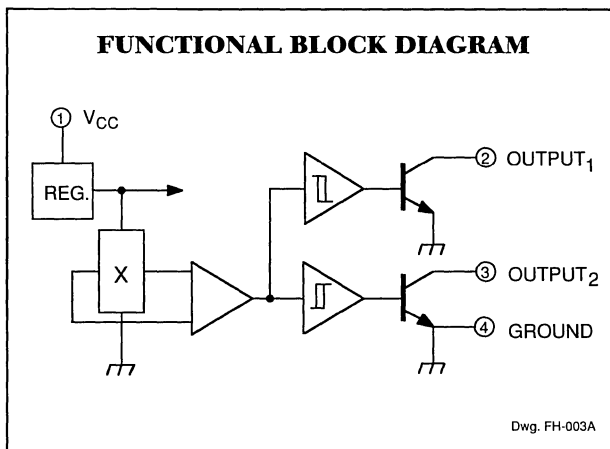 FUNCTIONAL BLOCK DIAGRAM
1 VCC
REG.
X
2 OUTPUT1
3 OUTPUT2
4 GROUND
Dwg. FH-003A